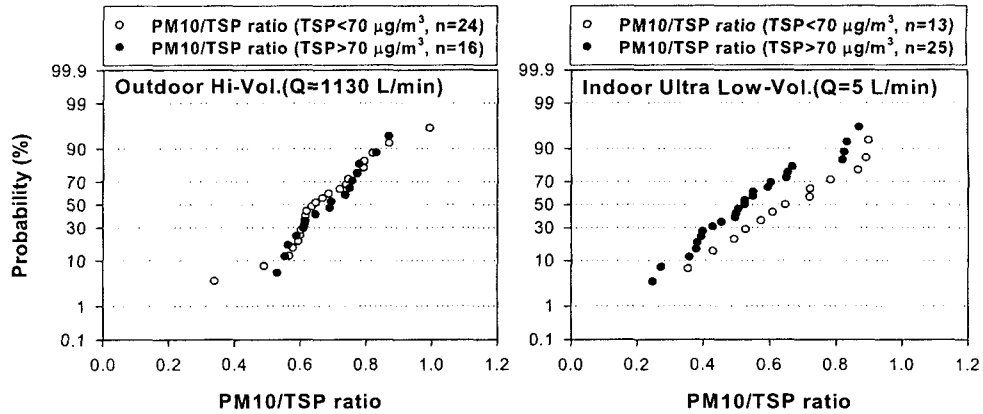 PM10/TSP ratio (TSP<70 μg/m³, n=24)
PM10/TSP ratio (TSP>70 μg/m³, n=16)
PM10/TSP ratio (TSP<70 μg/m³, n=13)
PM10/TSP ratio (TSP>70 μg/m³, n=25)
Outdoor Hi-Vol.(Q≈1130 L/min)
Indoor Ultra Low-Vol.(Q=5 L/min)
Probability (%)
99.9
99
90
70
50
30
10
1
0.1
0.0 0.2 0.4 0.6 0.8 1.0 1.2
PM10/TSP ratio
99.9
99
90
70
50
30
10
1
0.1
0.0 0.2 0.4 0.6 0.8 1.0 1.2
PM10/TSP ratio